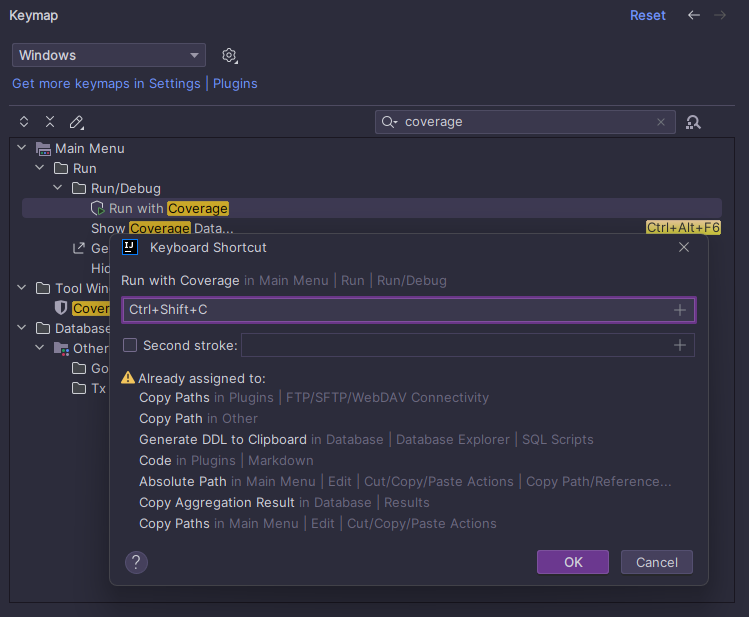 Keymap
Reset
Windows
Get more keymaps in Settings | Plugins
coverage
Main Menu
Run
Run/Debug
Run with Coverage
Show Coverage Data...
Ctrl+Alt+F6
Ge
Hid
Tool Win
Cover
Database
Other
Go
Tx
IJ
Keyboard Shortcut
Run with Coverage in Main Menu | Run | Run/Debug
Ctrl+Shift+C
Second stroke:
Already assigned to:
Copy Paths in Plugins | FTP/SFTP/WebDAV Connectivity
Copy Path in Other
Generate DDL to Clipboard in Database | Database Explorer | SQL Scripts
Code in Plugins | Markdown
Absolute Path in Main Menu | Edit | Cut/Copy/Paste Actions | Copy Path/Reference...
Copy Aggregation Result in Database | Results
Copy Paths in Main Menu | Edit | Cut/Copy/Paste Actions
?
OK
Cancel